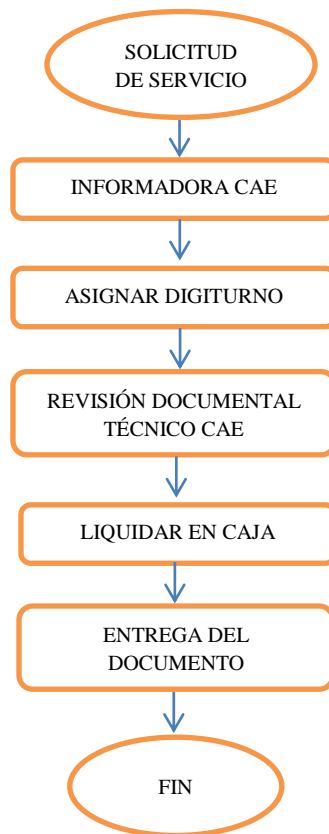 SOLICITUD
DE SERVICIO
INFORMADORA CAE
ASIGNAR DIGITURNO
REVISIÓN DOCUMENTAL
TÉCNICO CAE
LIQUIDAR EN CAJA
ENTREGA DEL
DOCUMENTO
FIN